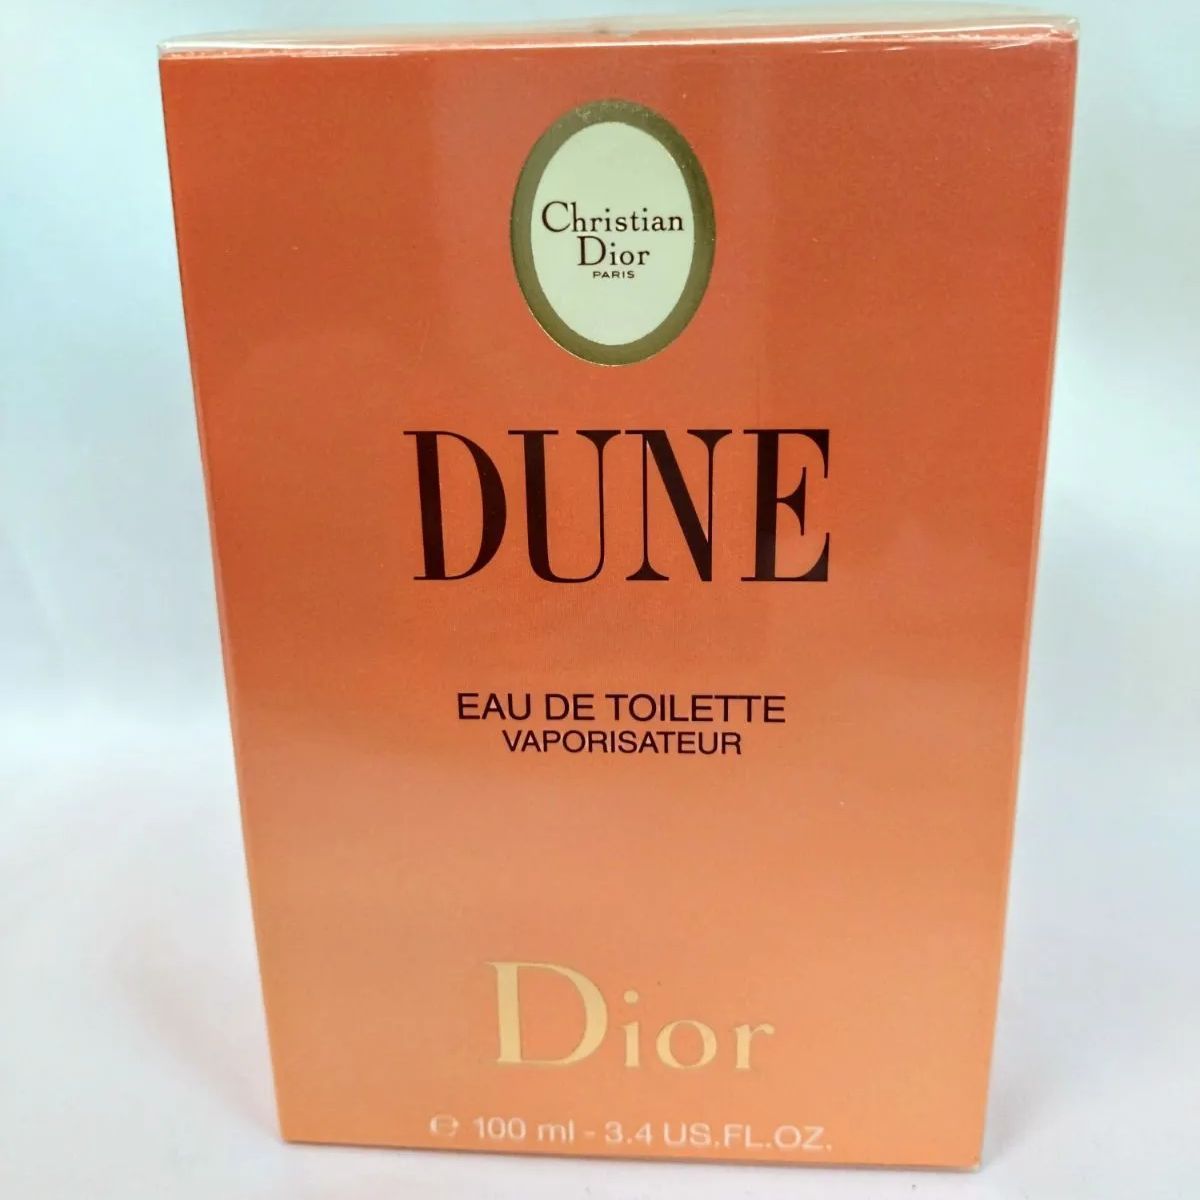 Christian
Dior
PARIS
DUNE
EAU DE TOILETTE
VAPORISATEUR
Dior
℮ 100 ml - 3.4 US.FL.OZ.